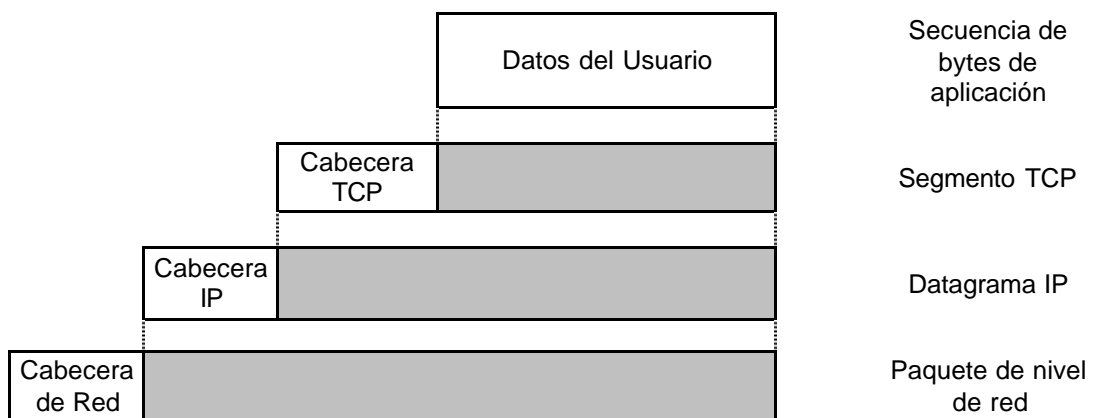 Datos del Usuario
Secuencia de
bytes de
aplicación
Cabecera
TCP
Segmento TCP
Cabecera
IP
Datagrama IP
Cabecera
de Red
Paquete de nivel
de red